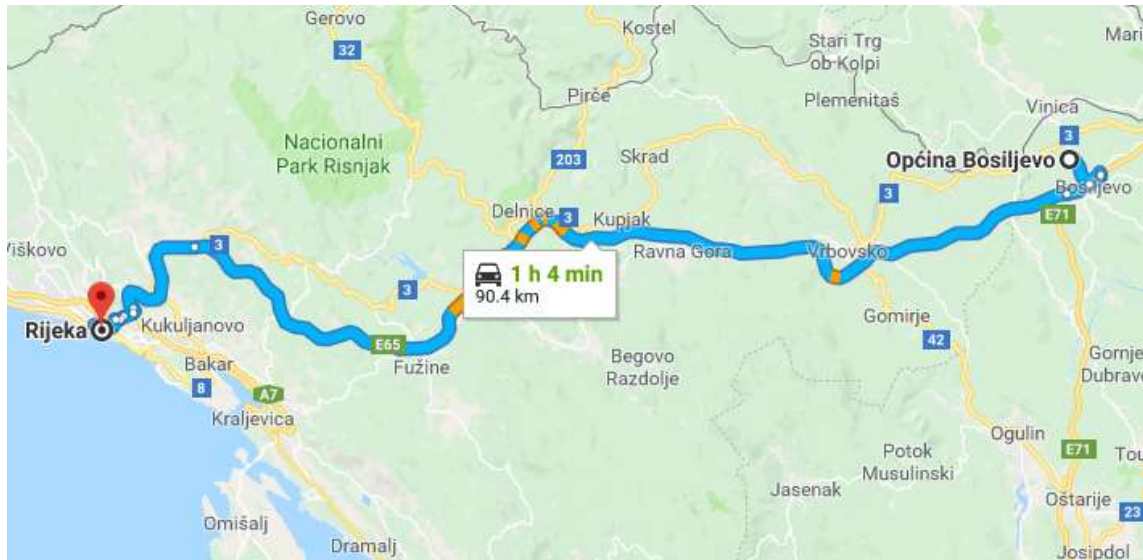 Gerovo
Kostel
32
Stari Trg
ob Kolpi
Pirče
Plemenitaš
Vinica
Nacionalni
Park Risnjak
203
Skrad
3
Općina Bosiljevo
3
Bosiljevo
Delnice
3
Kupjak
E71
Viškovo
3
Ravna Gora
Vrbovsko
1 h 4 min
90.4 km
3
Rijeka
Kukuljanovo
Gomirje
E65
Fužine
42
Bakar
Begovo
Razdolje
Gornje
Dubrave
8
A7
Kraljevica
Ogulin
E71
Potok
Musulinski
Jasenak
Oštarije
23
Omišalj
Dramalj
Josipdol